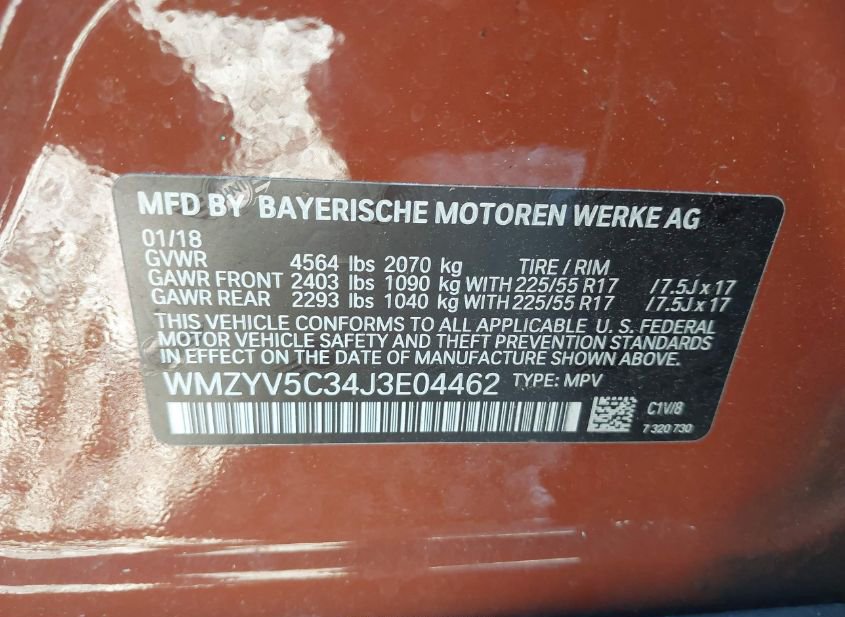 MFD BY BAYERISCHE MOTOREN WERKE AG
01/18
GVWR 4564 lbs 2070 kg TIRE / RIM
GAWR FRONT 2403 lbs 1090 kg WITH 225/55 R17 /7.5J x 17
GAWR REAR 2293 lbs 1040 kg WITH 225/55 R17 /7.5J x 17
THIS VEHICLE CONFORMS TO ALL APPLICABLE U. S. FEDERAL
MOTOR VEHICLE SAFETY AND THEFT PREVENTION STANDARDS
IN EFFECT ON THE DATE OF MANUFACTURE SHOWN ABOVE.
WMZYV5C34J3E04462 TYPE: MPV
C1V/8
7 320 730